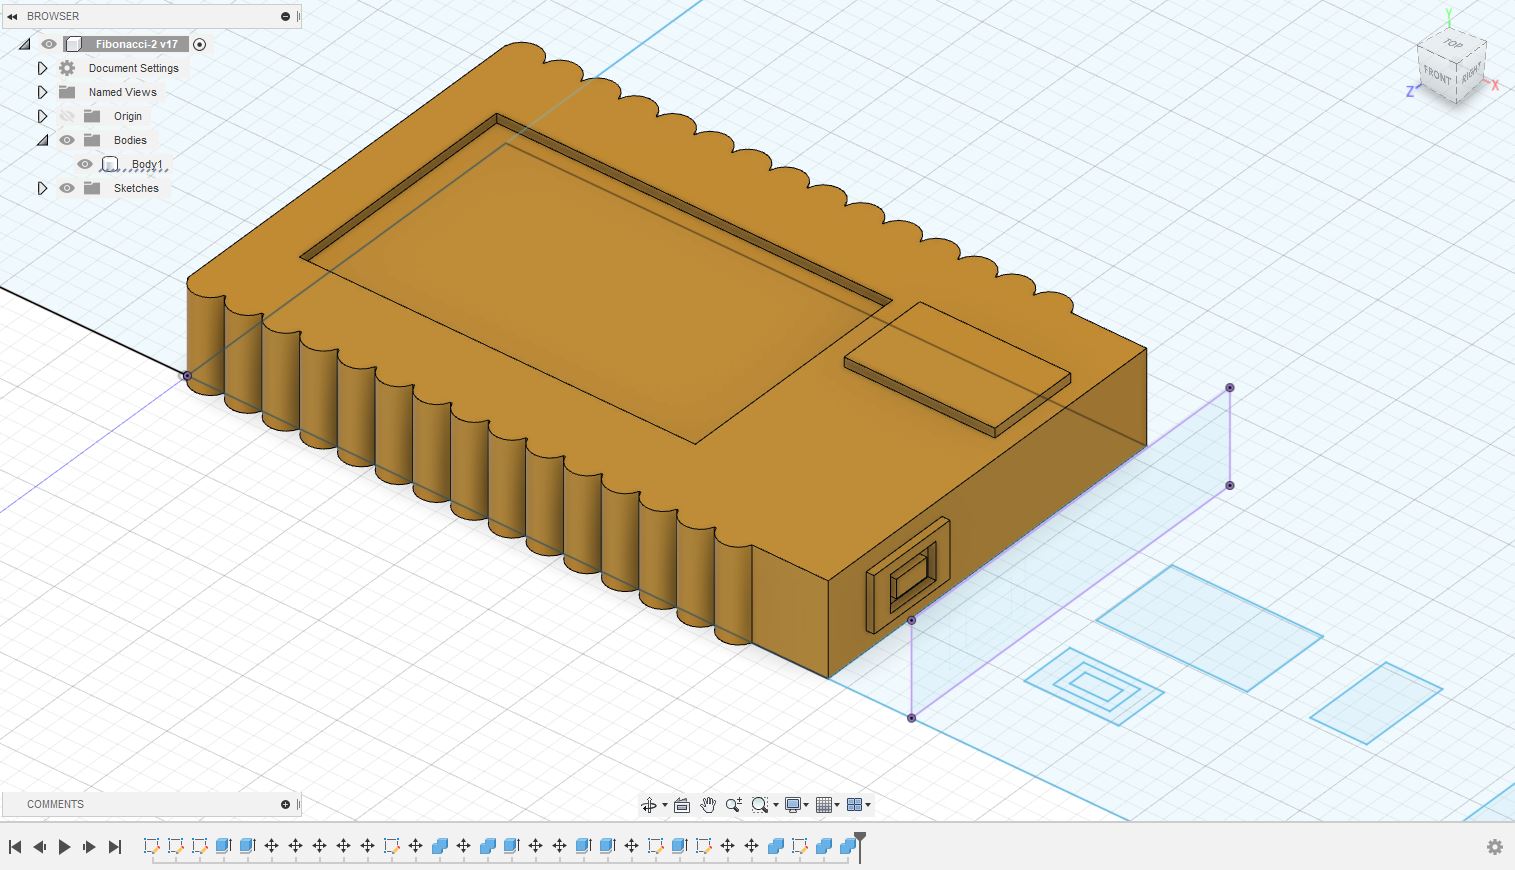 BROWSER
Fibonacci-2 v17
Document Settings
Named Views
Origin
Bodies
Body1
Sketches
Y
TOP
FRONT
RIGHT
X
Z
COMMENTS